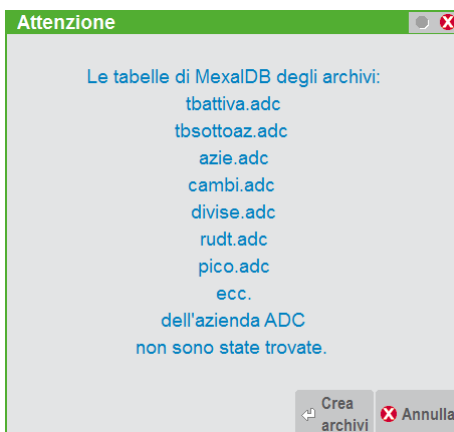 Attenzione
Le tabelle di MexalDB degli archivi:
tbattiva.adc
tbsottoaz.adc
azie.adc
cambi.adc
divise.adc
rudt.adc
pico.adc
ecc.
dell'azienda ADC
non sono state trovate.
Crea
archivi
Annulla